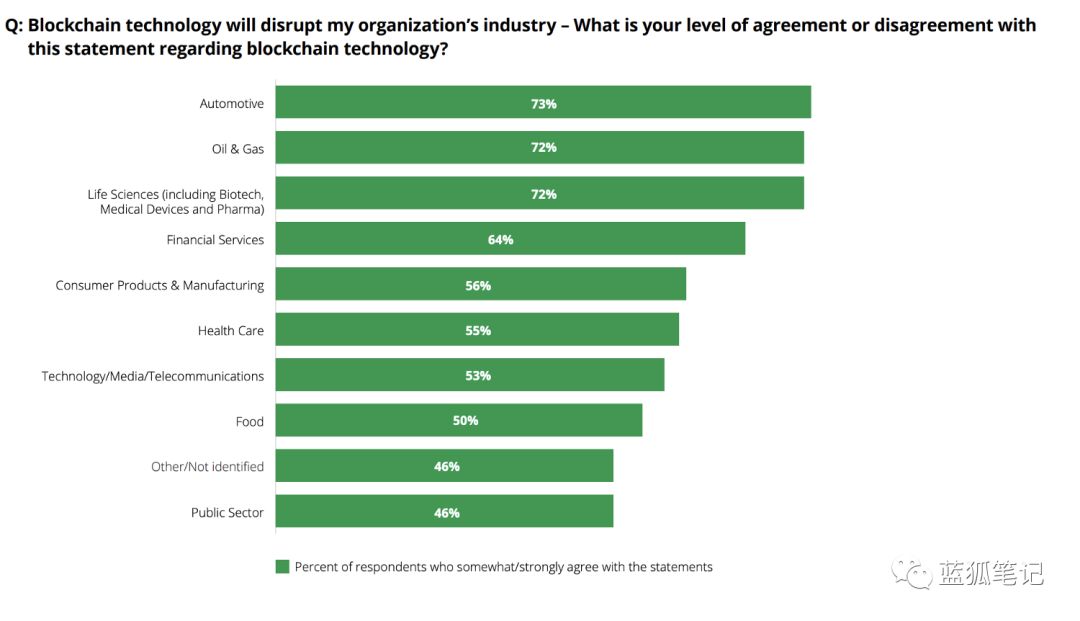 Q: Blockchain technology will disrupt my organization’s industry – What is your level of agreement or disagreement with
this statement regarding blockchain technology?
Automotive 73%
Oil & Gas 72%
Life Sciences (including Biotech,
Medical Devices and Pharma) 72%
Financial Services 64%
Consumer Products & Manufacturing 56%
Health Care 55%
Technology/Media/Telecommunications 53%
Food 50%
Other/Not identified 46%
Public Sector 46%
Percent of respondents who somewhat/strongly agree with the statements
蓝狐笔记